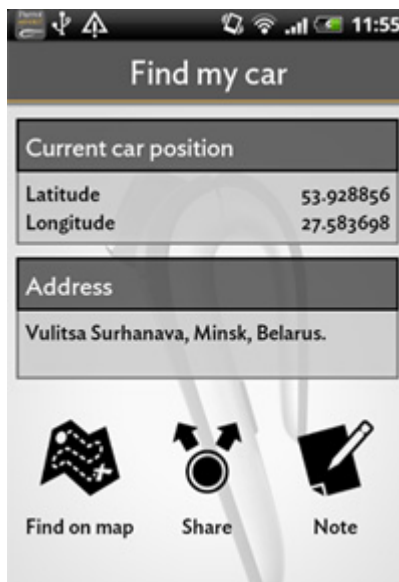 11:55
Find my car
Current car position
Latitude 53.928856
Longitude 27.583698
Address
Vulitsa Surhanava, Minsk, Belarus.
Find on map Share Note